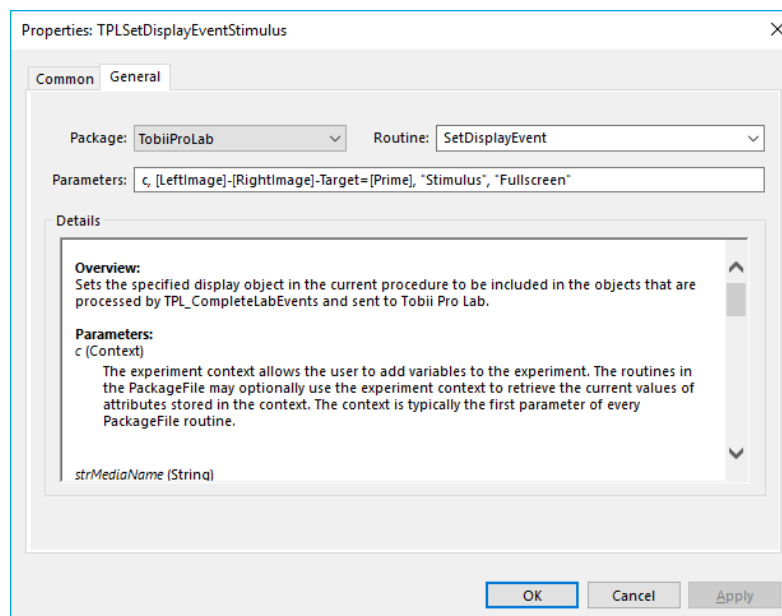 Properties: TPLSetDisplayEventStimulus
Common General
Package: TobiiProLab Routine: SetDisplayEvent
Parameters: c, [LeftImage]-[RightImage]-Target=[Prime], "Stimulus", "Fullscreen"
Details
Overview:
Sets the specified display object in the current procedure to be included in the objects that are
processed by TPL_CompleteLabEvents and sent to Tobii Pro Lab.
Parameters:
c (Context)
The experiment context allows the user to add variables to the experiment. The routines in
the PackageFile may optionally use the experiment context to retrieve the current values of
attributes stored in the context. The context is typically the first parameter of every
PackageFile routine.
strMediaName (String)
OK Cancel Apply